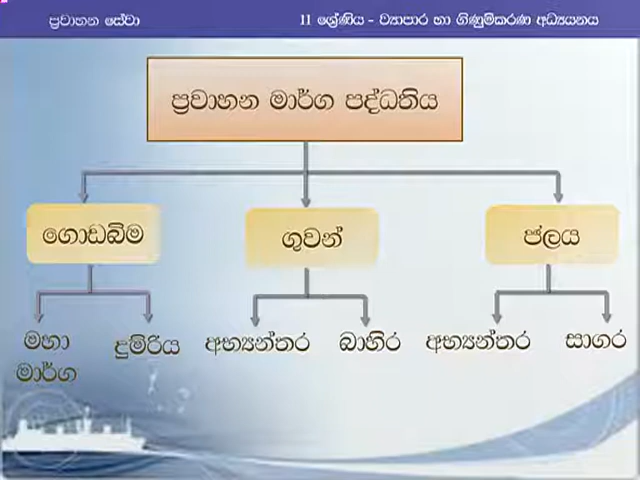 ප්‍රවාහන සේවා
11 ශ්‍රේණිය - ව්‍යාපාර හා ගිණුම්කරණ අධ්‍යයනය
ප්‍රවාහන මාර්ග පද්ධතිය
ගොඩබිම
ගුවන්
ජලය
මහා
මාර්ග
දුම්රිය
අභ්‍යන්තර
බාහිර
අභ්‍යන්තර
සාගර